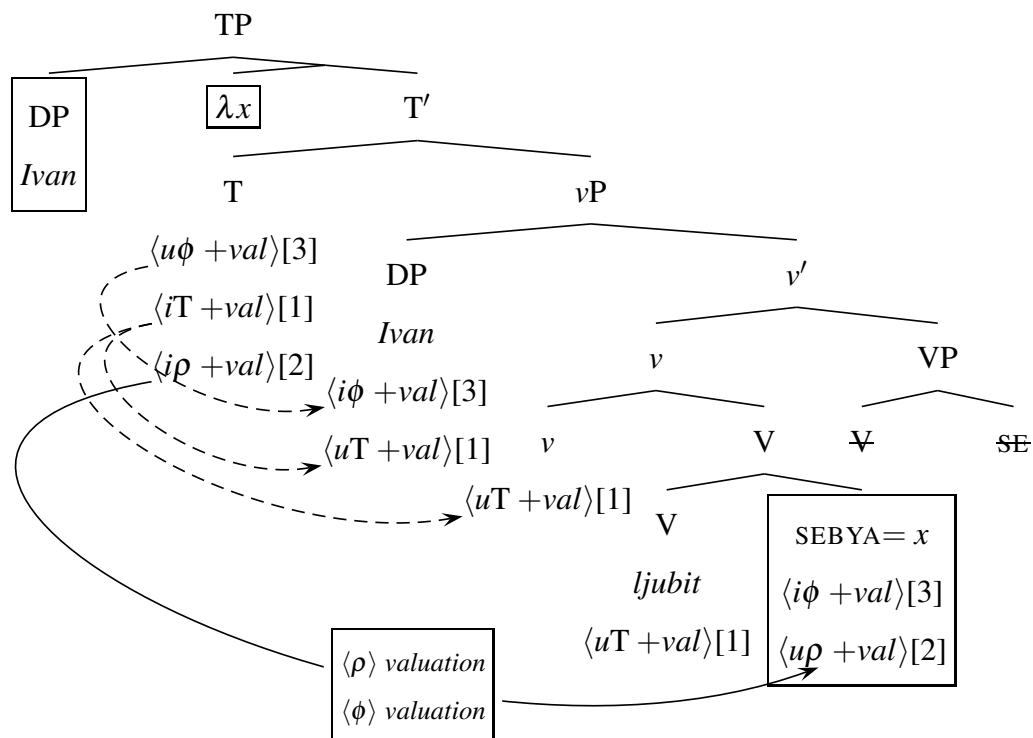 TP
DP λx T′
Ivan
T vP
⟨uϕ +val⟩[3] DP v′
⟨iT +val⟩[1] Ivan v VP
⟨iρ +val⟩[2]
⟨iϕ +val⟩[3]
⟨uT +val⟩[1] v V V SE
⟨uT +val⟩[1] V SEBYA= x
ljubit ⟨iϕ +val⟩[3]
⟨uT +val⟩[1] ⟨uρ +val⟩[2]
⟨ρ⟩ valuation
⟨ϕ⟩ valuation